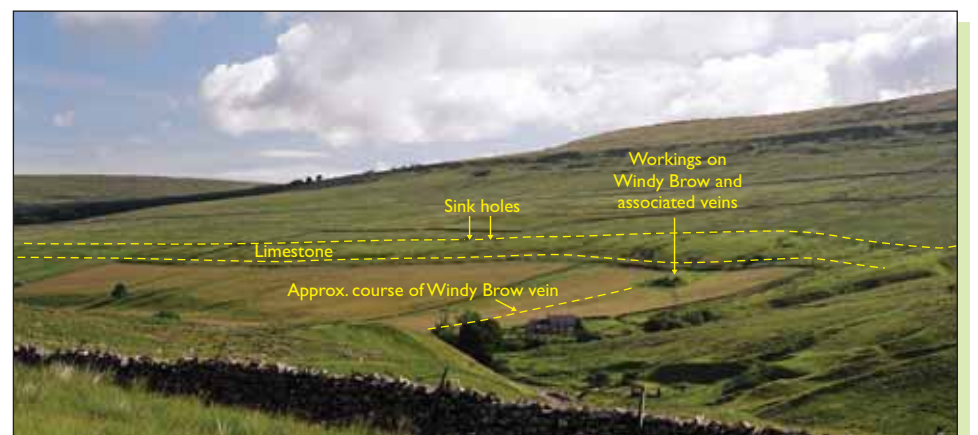 Workings on
Windy Brow and
associated veins
Sink holes
Limestone
Approx. course of Windy Brow vein